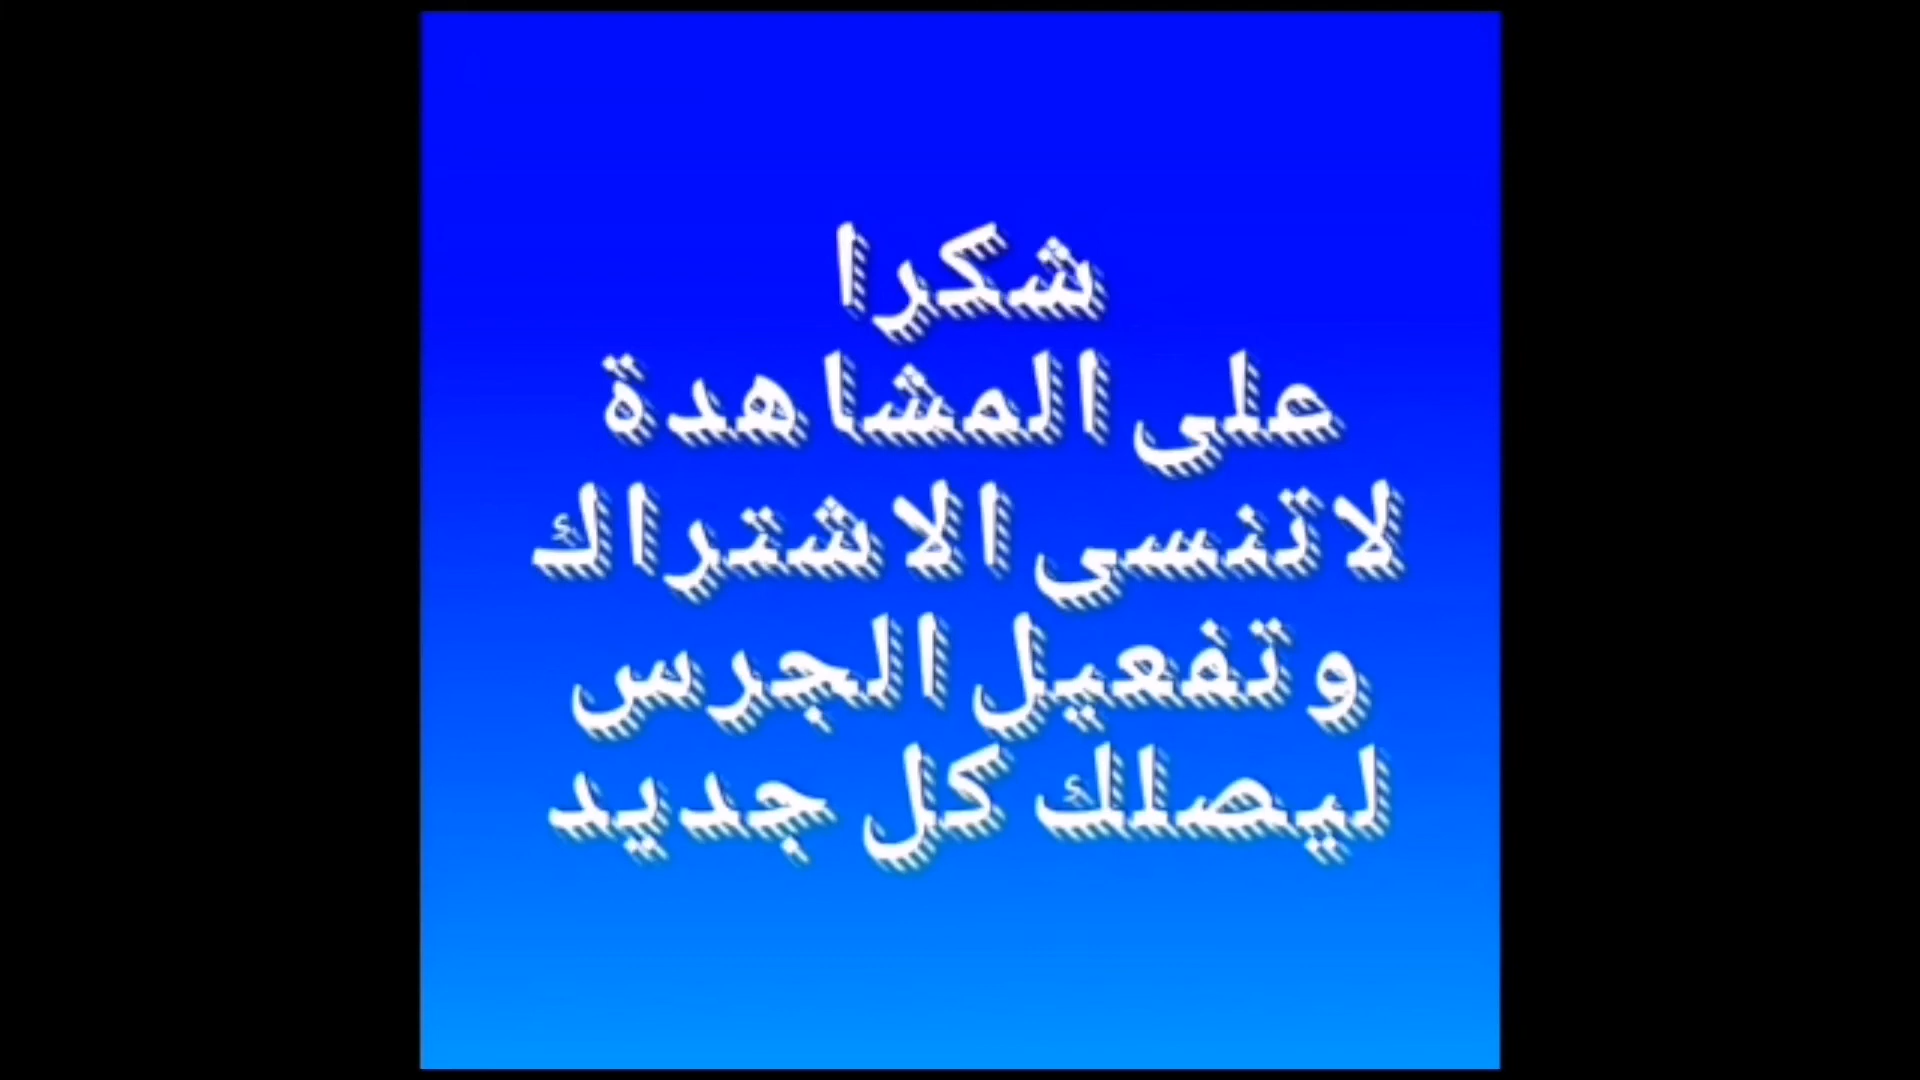 شكرا
على المشاهدة
لاتنسى الاشتراك
وتفعيل الجرس
ليصلك كل جديد